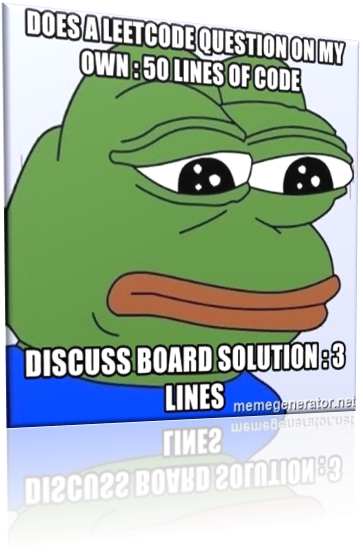 DOES A LEETCODE QUESTION ON MY
OWN : 50 LINES OF CODE
DISCUSS BOARD SOLUTION : 3
LINES
memegenerator.net